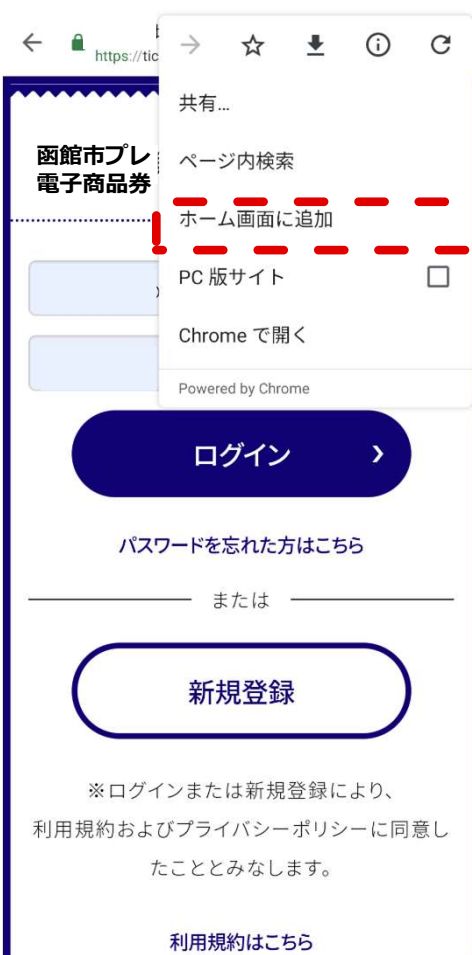 https://tic
共有...
ページ内検索
ホーム画面に追加
PC 版サイト
Chrome で開く
Powered by Chrome
函館市プレ
電子商品券
ログイン
パスワードを忘れた方はこちら
または
新規登録
※ログインまたは新規登録により、
利用規約およびプライバシーポリシーに同意し
たこととみなします。
利用規約はこちら